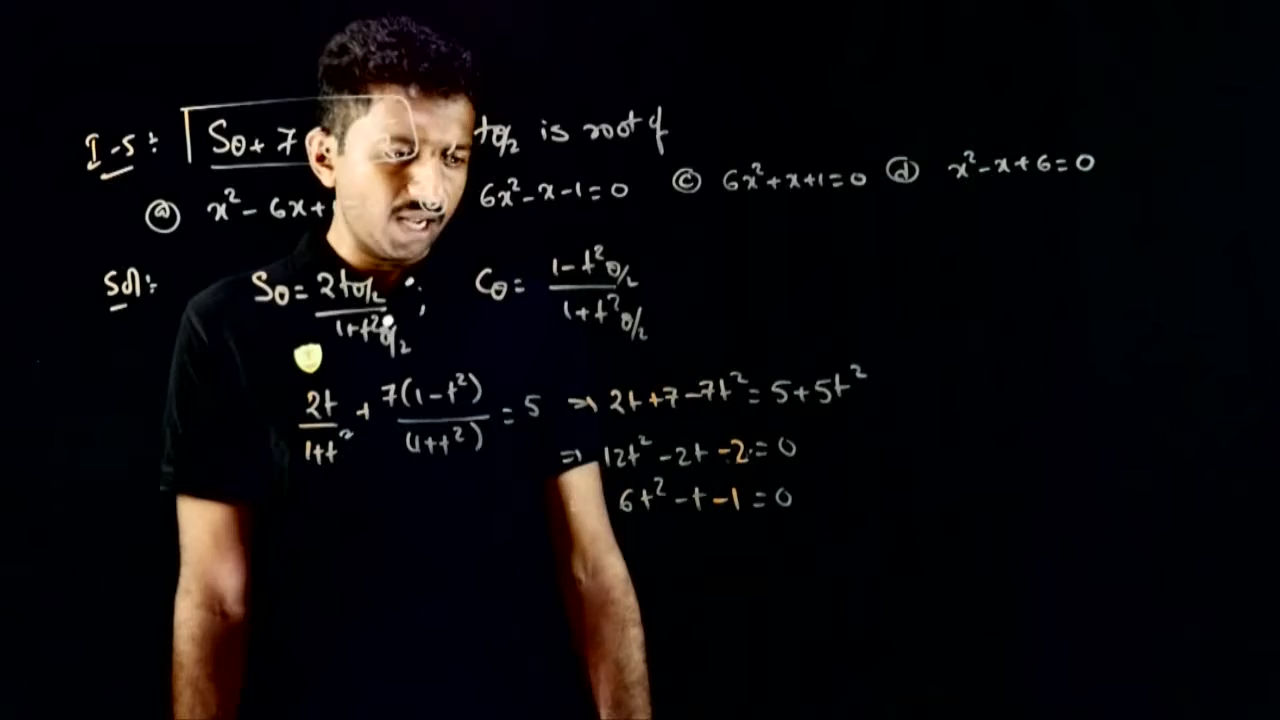 I-5: Sθ + 7 tθ/2 is root of
ⓐ x² - 6x + 6x² - x - 1 = 0 ⓒ 6x² + x + 1 = 0 ⓓ x² - x + 6 = 0
Sol: Sθ = 2tθ/2 / 1+t²θ/2 ; Cθ = 1-t²θ/2 / 1+t²θ/2
2t / 1+t² + 7(1-t²) / (1+t²) = 5 ⇒ 2t + 7 - 7t² = 5 + 5t²
⇒ 12t² - 2t - 2 = 0
6t² - t - 1 = 0